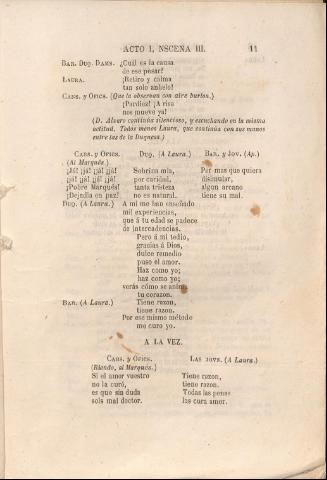 ACTO I, NSCENA III. 11
BAR. DUQ. DAMS. ¿Cuál es la causa
de ese pesar?
LAURA. ¡Retiro y calma
tan solo anhelo!
CABS. y OFICS. (Que la observan con aire burlon.)
¡Pardiez! ¡A risa
nos mueve ya!
(D. Alvaro continúa silencioso, y escuchando en la misma
actitud. Todos menos Laura, que continúa con sus manos
entre las de la Duquesa.)
CABS. y OFICS.
(Al Marqués.)
¡Já! ¡já! ¡já! ¡já!
¡já! ¡já! ¡já! ¡já!
¡Pobre Marqués!
¡Dejadla en paz!
DUQ. (A Laura.)
Sobrina mia,
por caridad,
tanta tristeza
no es natural.
BAR. y JOV. (Ap.)
Por mas que quiera
disimular,
algun arcano
tiene su mal.
DUQ. (A Laura.) A mi me han enseñado
mil experiencias,
que á tu edad se padece
de intercadencias.
Pero á mi tedio,
gracias á Dios,
dulce remedio
puso el amor.
Haz como yo;
haz como yo;
verás cómo se anima
tu corazon.
BAR. (A Laura.) Tiene razon,
tiene razon.
Por ese mismo método
me curo yo.
A LA VEZ.
CABS. y OFICS.
(Riendo, al Marqués.)
Si el amor vuestro
no la curó,
es que sin duda
sois mal doctor.
LAS JOVS. (A Laura.)
Tiene razon,
tiene razon.
Todas las penas
las cura amor.